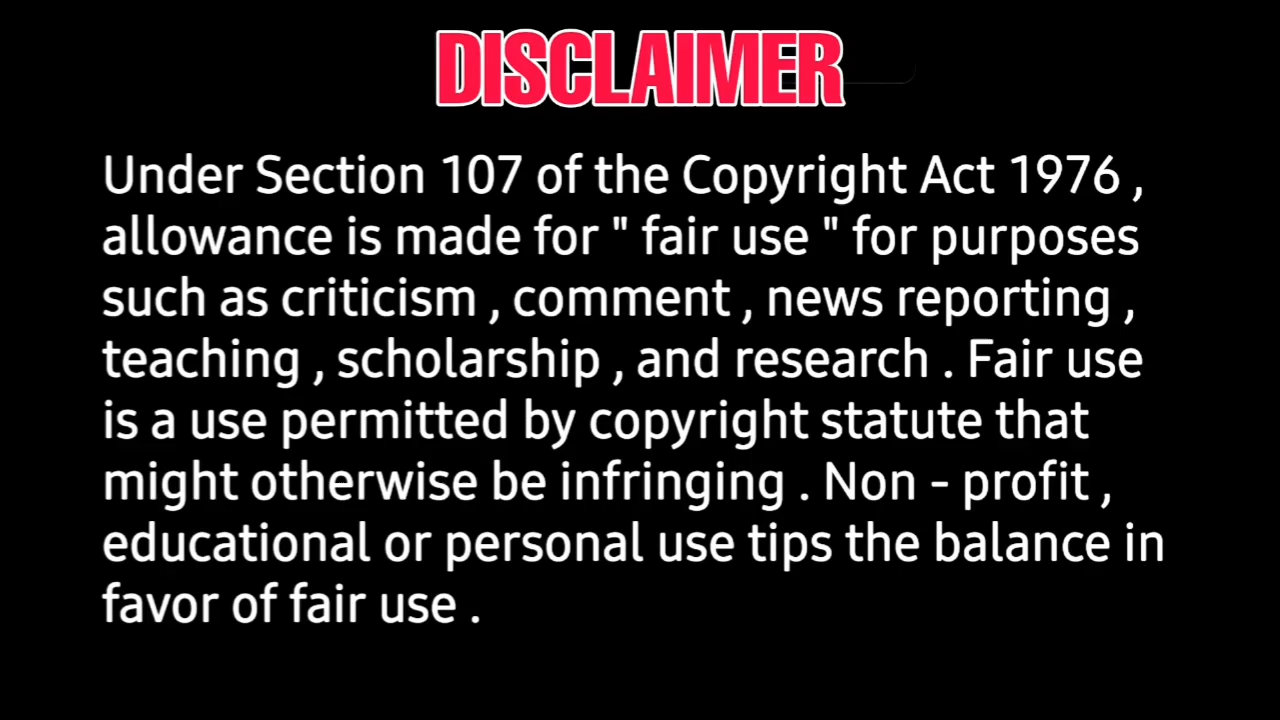 DISCLAIMER
Under Section 107 of the Copyright Act 1976 ,
allowance is made for " fair use " for purposes
such as criticism , comment , news reporting ,
teaching , scholarship , and research . Fair use
is a use permitted by copyright statute that
might otherwise be infringing . Non - profit ,
educational or personal use tips the balance in
favor of fair use .